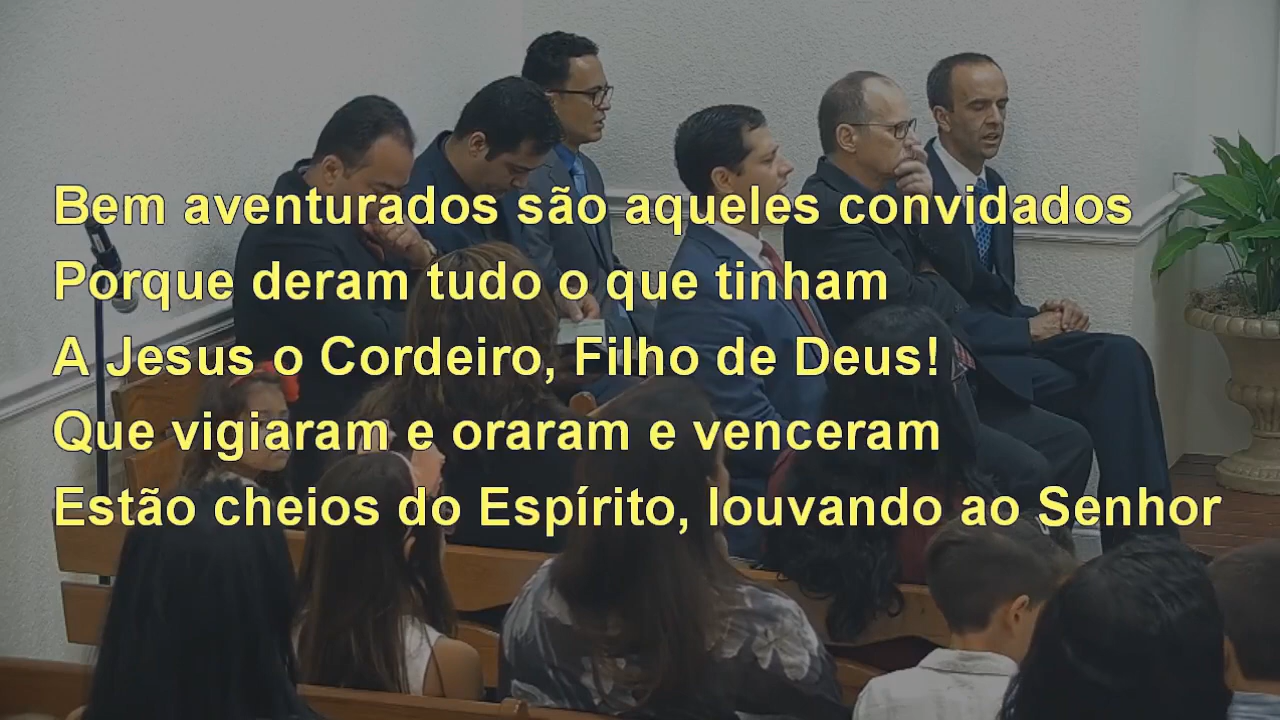 Bem aventurados são aqueles convidados
Porque deram tudo o que tinham
A Jesus o Cordeiro, Filho de Deus!
Que vigiaram e oraram e venceram
Estão cheios do Espírito, louvando ao Senhor